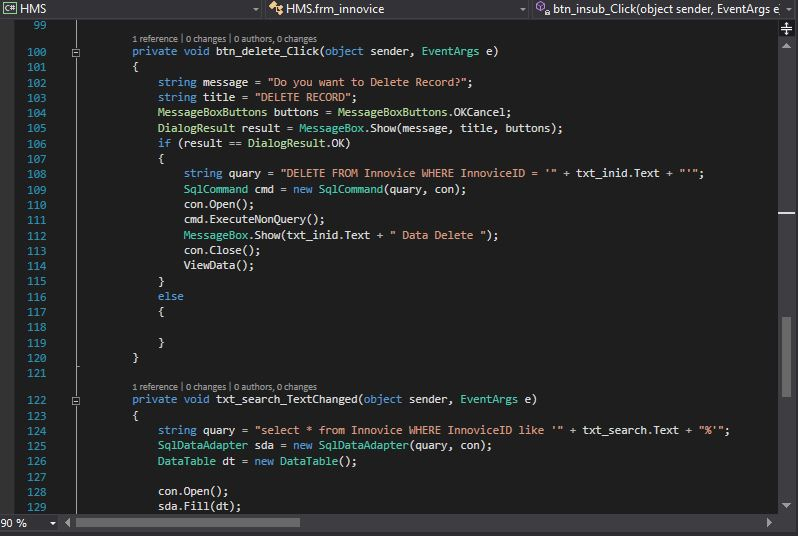 C# HMS HMS.frm_innovice btn_insub_Click(object sender, EventArgs e)
99
1 reference | 0 changes | 0 authors, 0 changes
100 private void btn_delete_Click(object sender, EventArgs e)
101 {
102 string message = "Do you want to Delete Record?";
103 string title = "DELETE RECORD";
104 MessageBoxButtons buttons = MessageBoxButtons.OKCancel;
105 DialogResult result = MessageBox.Show(message, title, buttons);
106 if (result == DialogResult.OK)
107 {
108 string quary = "DELETE FROM Innovice WHERE InnoviceID = '" + txt_inid.Text + "'";
109 SqlCommand cmd = new SqlCommand(quary, con);
110 con.Open();
111 cmd.ExecuteNonQuery();
112 MessageBox.Show(txt_inid.Text + " Data Delete ");
113 con.Close();
114 ViewData();
115 }
116 else
117 {
118
119 }
120 }
121
1 reference | 0 changes | 0 authors, 0 changes
122 private void txt_search_TextChanged(object sender, EventArgs e)
123 {
124 string quary = "select * from Innovice WHERE InnoviceID like '" + txt_search.Text + "%'";
125 SqlDataAdapter sda = new SqlDataAdapter(quary, con);
126 DataTable dt = new DataTable();
127
128 con.Open();
129 sda.Fill(dt);
90 %